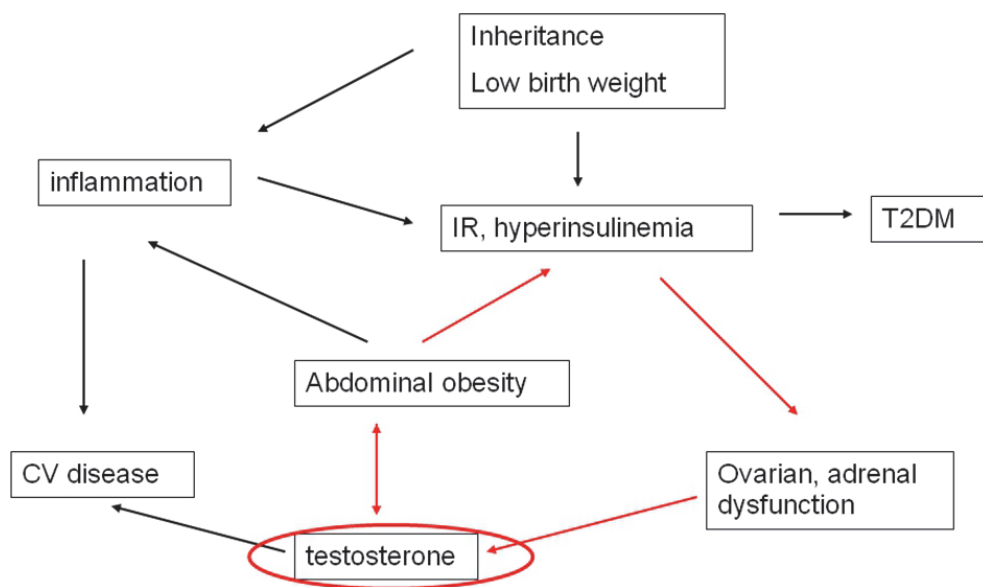 Inheritance
Low birth weight
inflammation
IR, hyperinsulinemia
T2DM
Abdominal obesity
CV disease
Ovarian, adrenal
dysfunction
testosterone